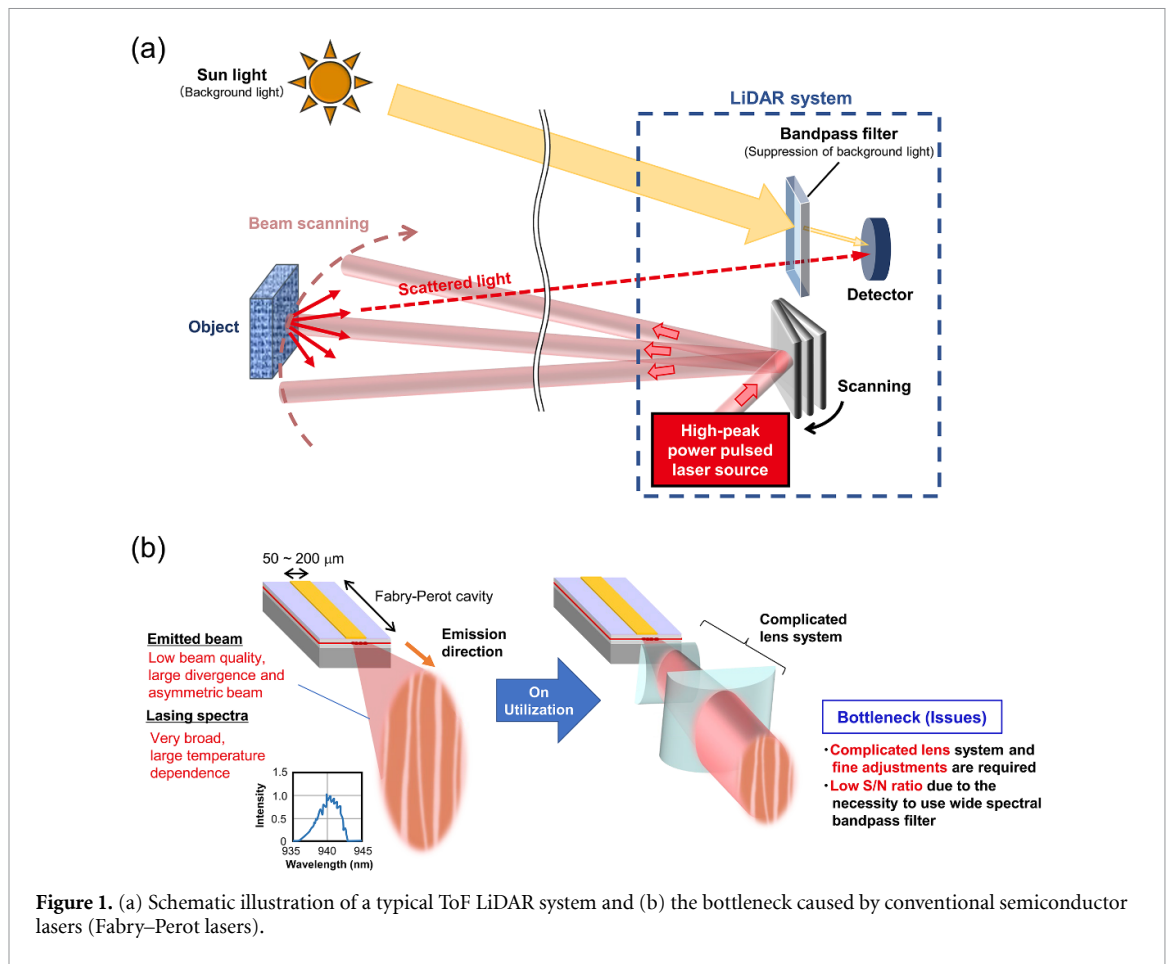 (a)
Sun light
(Background light)
LiDAR system
Bandpass filter
(Suppression of background light)
Beam scanning
Scattered light
Object
Detector
Scanning
High-peak
power pulsed
laser source
(b)
50 ~ 200 μm
Fabry-Perot cavity
Emission
direction
Emitted beam
Low beam quality,
large divergence and
asymmetric beam
Lasing spectra
Very broad,
large temperature
dependence
1.5
1.0
0.5
0
Intensity
935
940
945
Wavelength (nm)
On
Utilization
Complicated
lens system
Bottleneck (Issues)
・Complicated lens system and
fine adjustments are required
・Low S/N ratio due to the
necessity to use wide spectral
bandpass filter
Figure 1. (a) Schematic illustration of a typical ToF LiDAR system and (b) the bottleneck caused by conventional semiconductor
lasers (Fabry–Perot lasers).